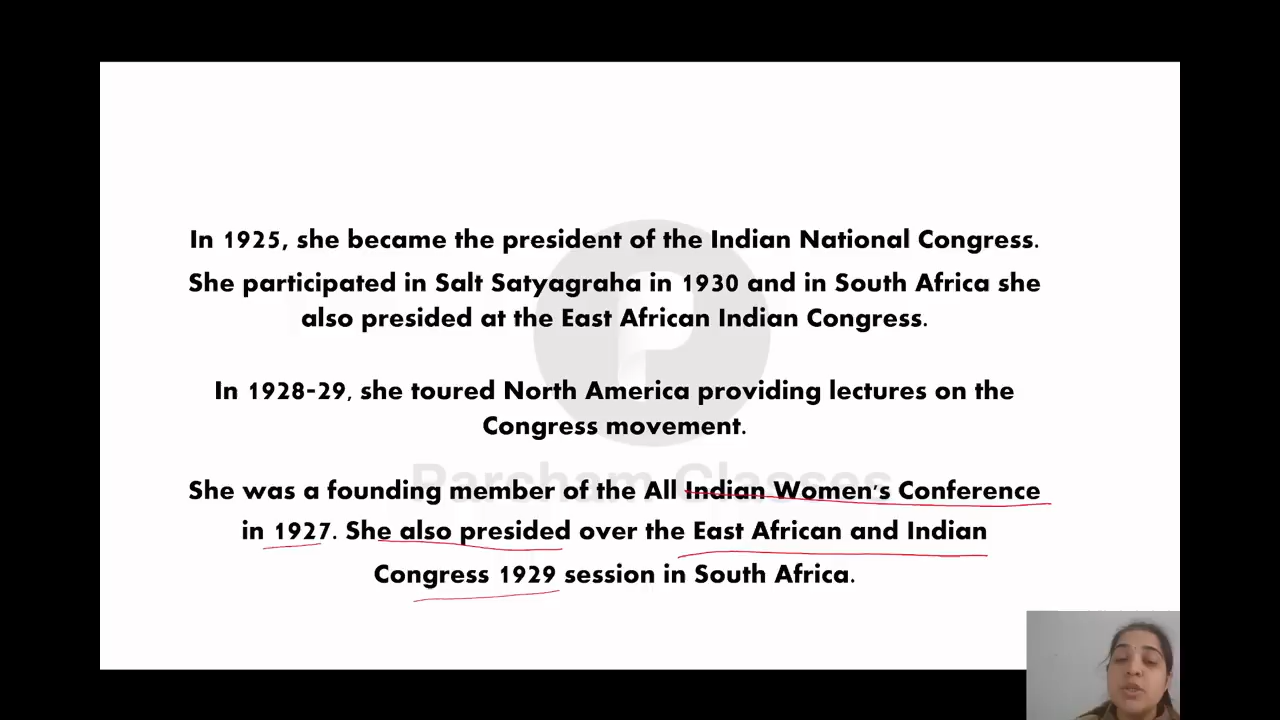 In 1925, she became the president of the Indian National Congress.
She participated in Salt Satyagraha in 1930 and in South Africa she
also presided at the East African Indian Congress.
In 1928-29, she toured North America providing lectures on the
Congress movement.
Parcham Classes
She was a founding member of the All Indian Women's Conference
in 1927. She also presided over the East African and Indian
Congress 1929 session in South Africa.